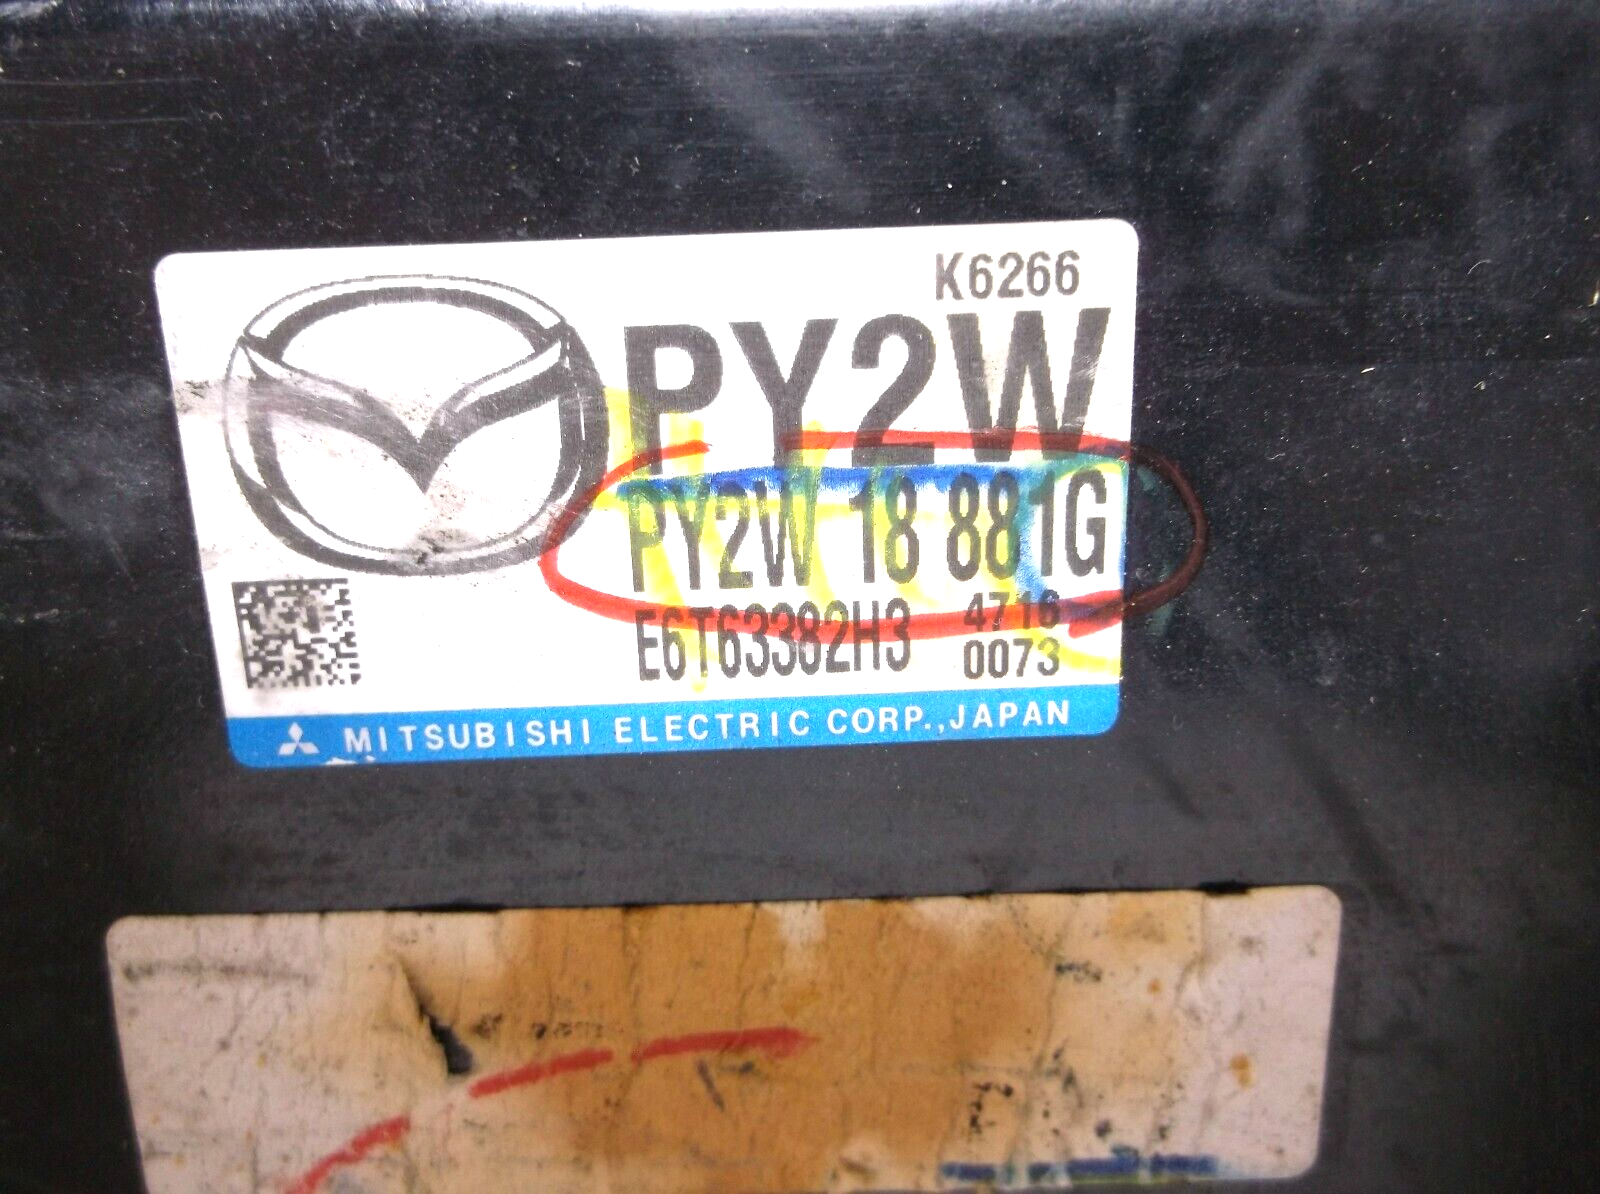 K6266
PY2W
PY2W 18 881G
E6T63382H3
4716
0073
MITSUBISHI ELECTRIC CORP.,JAPAN